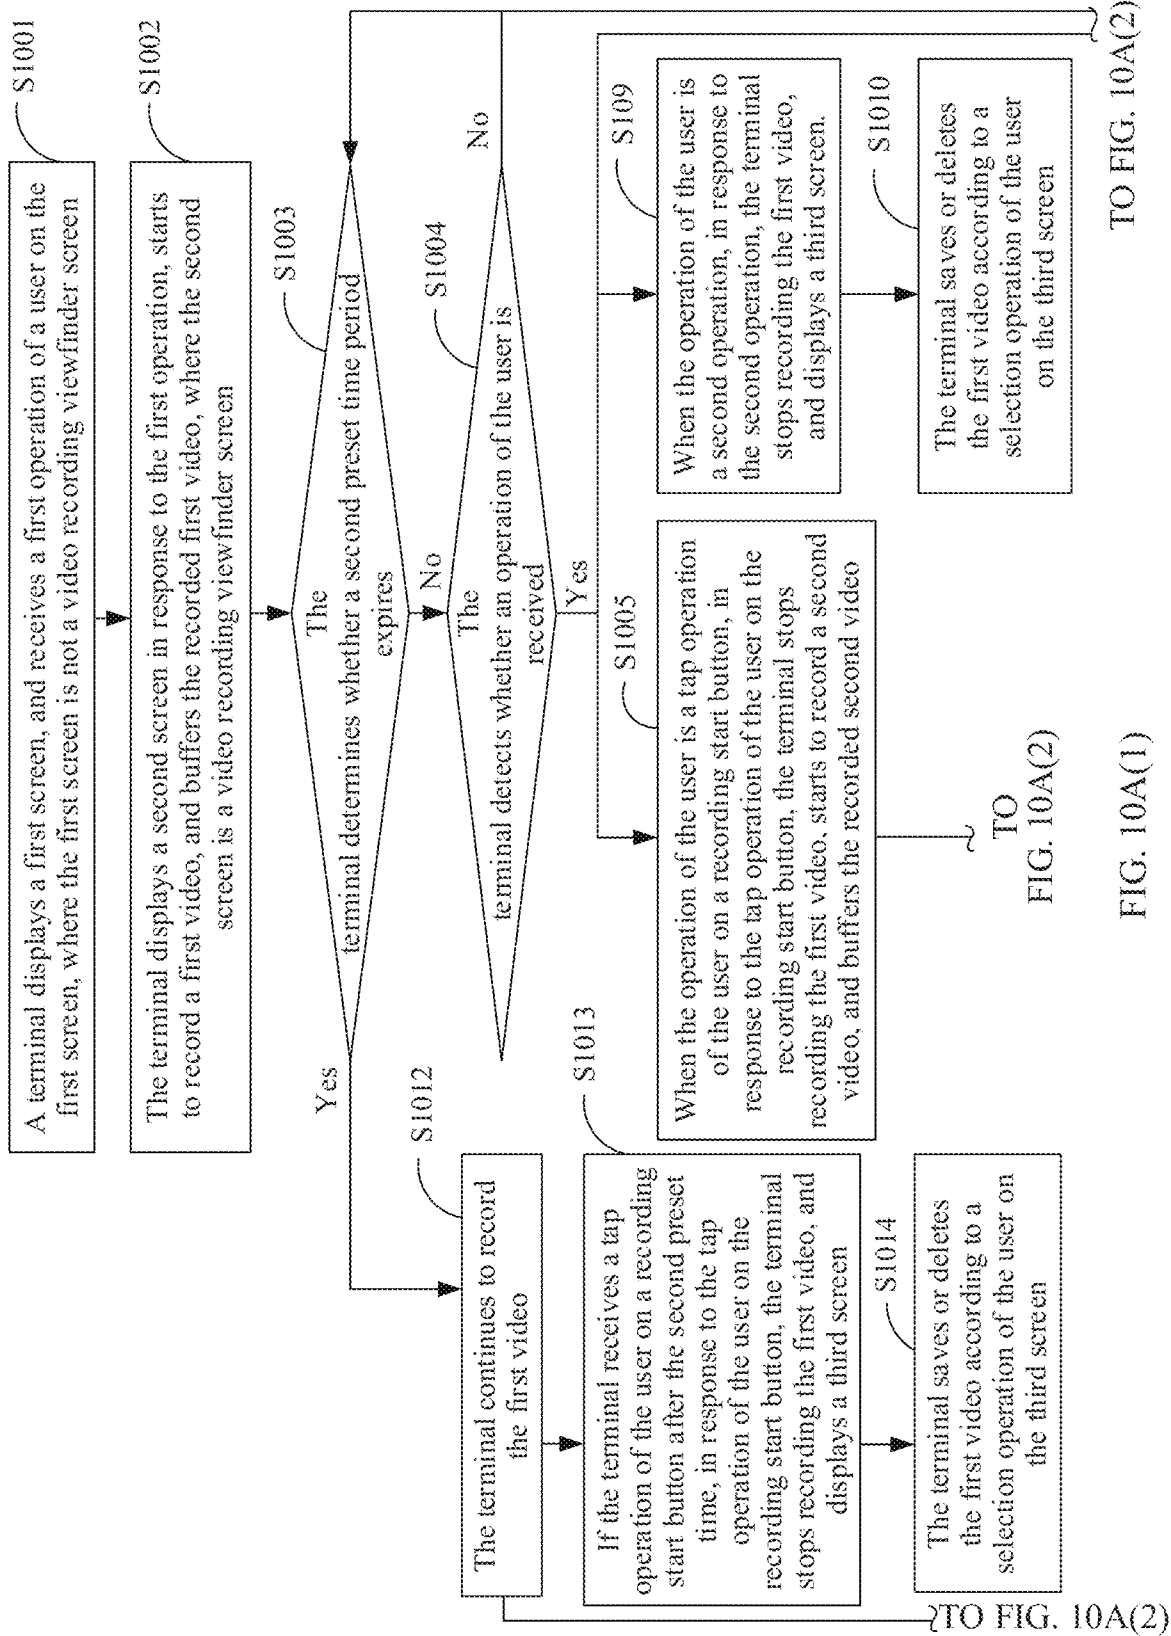 S1001
A terminal displays a first screen, and receives a first operation of a user on the
first screen, where the first screen is not a video recording viewfinder screen
S1002
The terminal displays a second screen in response to the first operation, starts
to record a first video, and buffers the recorded first video, where the second
screen is a video recording viewfinder screen
S1003
The
terminal determines whether a second preset time period
expires
Yes
No
S1004
The
terminal detects whether an operation of the user is
received
No
Yes
S1012
The terminal continues to record
the first video
S1013
If the terminal receives a tap
operation of the user on a recording
start button after the second preset
time, in response to the tap
operation of the user on the
recording start button, the terminal
stops recording the first video, and
displays a third screen
S1014
The terminal saves or deletes
the first video according to a
selection operation of the user on
the third screen
TO FIG. 10A(2)
S1005
When the operation of the user is a tap operation
of the user on a recording start button, in
response to the tap operation of the user on the
recording start button, the terminal stops
recording the first video, starts to record a second
video, and buffers the recorded second video
TO
FIG. 10A(2)
S109
When the operation of the user is
a second operation, in response to
the second operation, the terminal
stops recording the first video,
and displays a third screen.
S1010
The terminal saves or deletes
the first video according to a
selection operation of the user
on the third screen
TO FIG. 10A(2)
FIG. 10A(1)